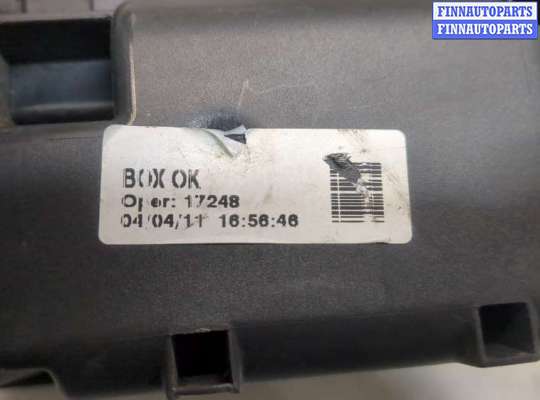 FINNAUTOPARTS
FINNAUTOPARTS
BOX OK
Oper: 17248
04/04/11 16:56:46